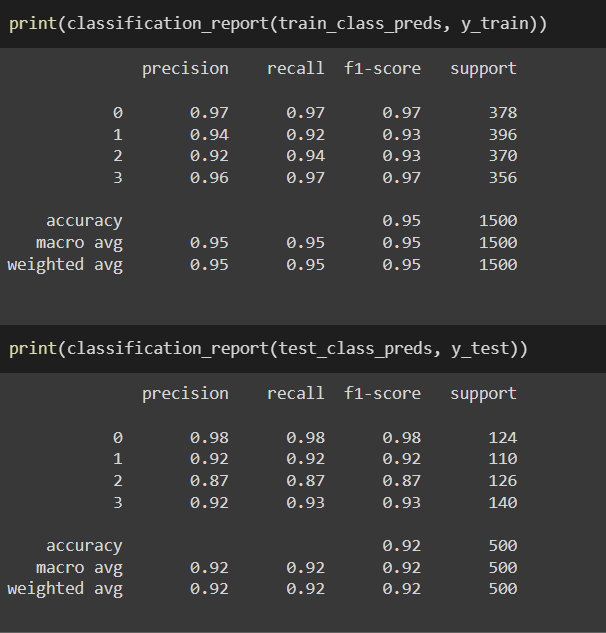 print(classification_report(train_class_preds, y_train))
precision recall f1-score support
0 0.97 0.97 0.97 378
1 0.94 0.92 0.93 396
2 0.92 0.94 0.93 370
3 0.96 0.97 0.97 356
accuracy 0.95 1500
macro avg 0.95 0.95 0.95 1500
weighted avg 0.95 0.95 0.95 1500
print(classification_report(test_class_preds, y_test))
precision recall f1-score support
0 0.98 0.98 0.98 124
1 0.92 0.92 0.92 110
2 0.87 0.87 0.87 126
3 0.92 0.93 0.93 140
accuracy 0.92 500
macro avg 0.92 0.92 0.92 500
weighted avg 0.92 0.92 0.92 500